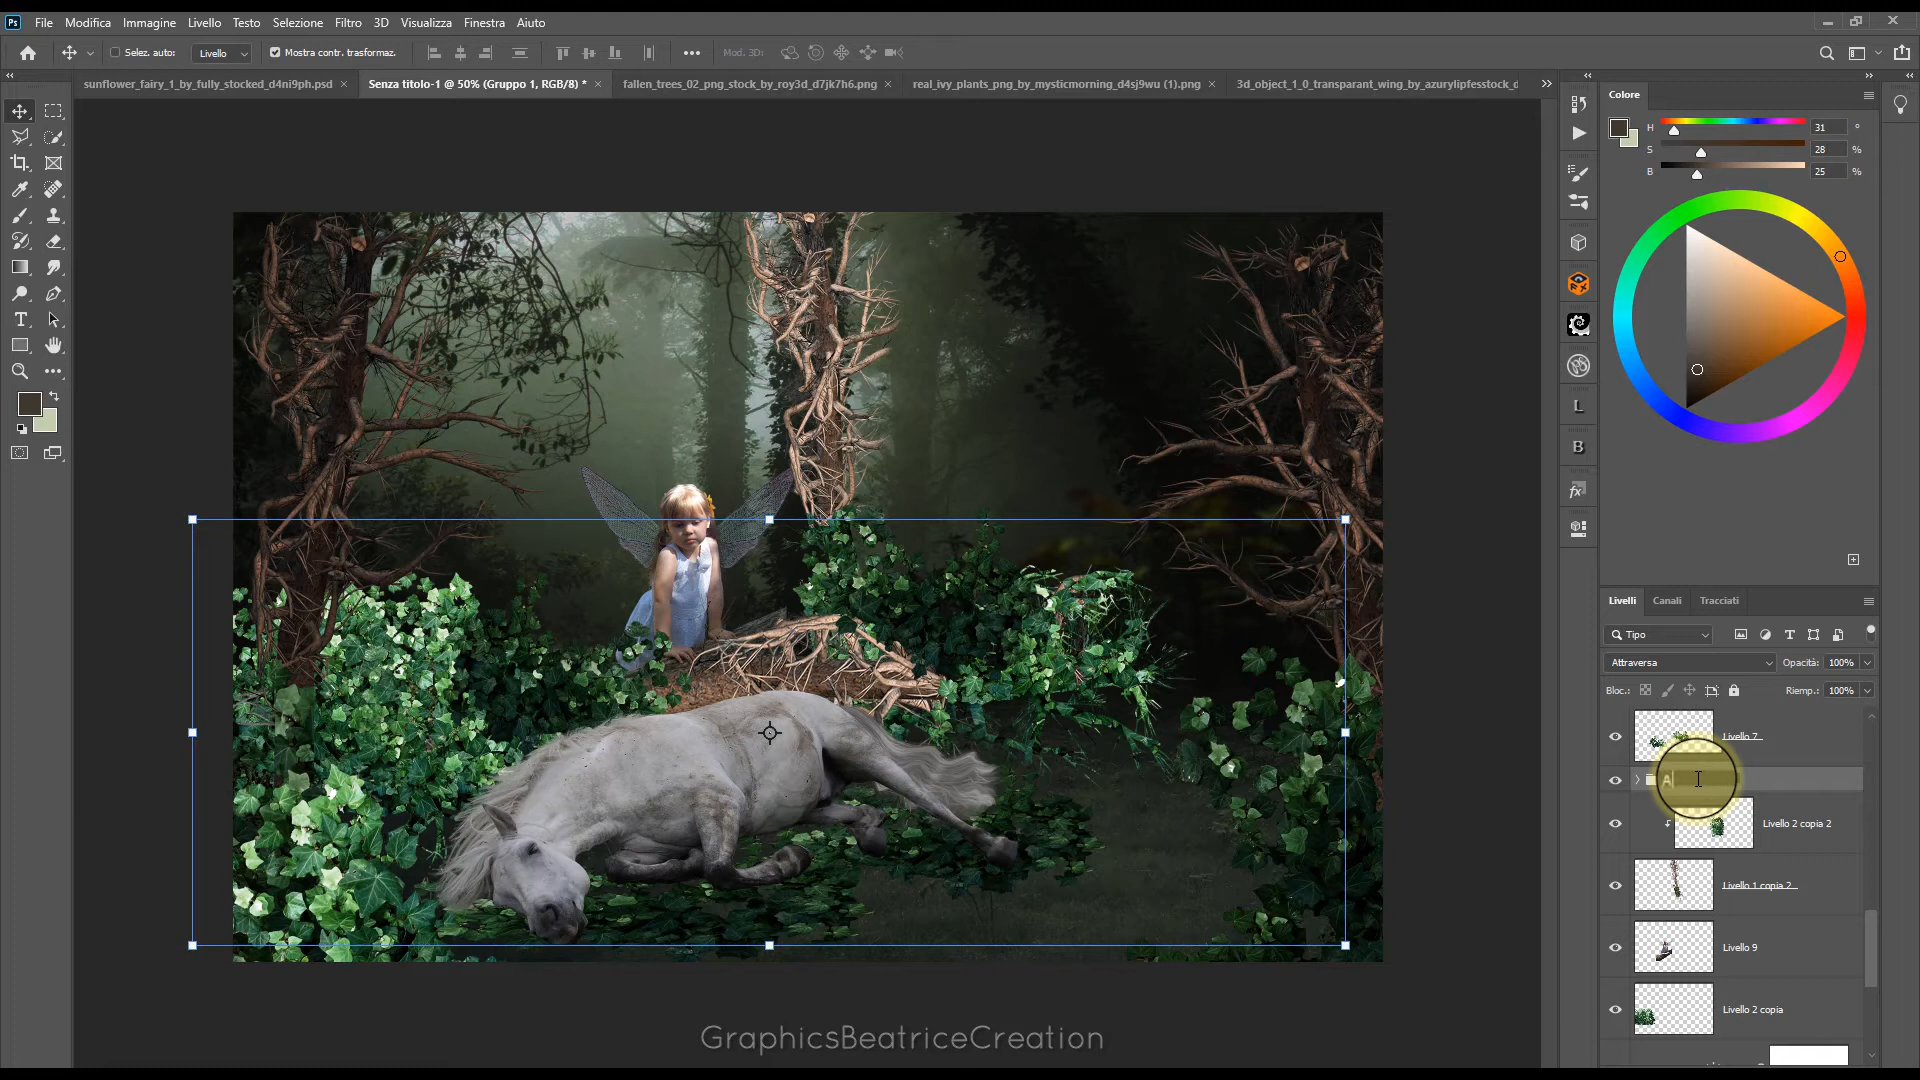 Ps File Modifica Immagine Livello Testo Selezione Filtro 3D Visualizza Finestra Aiuto
Selez. auto: Livello Mostra contr. trasformaz. Mod. 3D:
sunflower_fairy_1_by_fully_stocked_d4ni9ph.psd
Senza titolo-1 @ 50% (Gruppo 1, RGB/8) *
fallen_trees_02_png_stock_by_roy3d_d7jk7h6.png
real_ivy_plants_png_by_mysticmorning_d4sj9wu (1).png
3d_object_1_0_transparant_wing_by_azurylipfesstock_d
Colore
H 31 °
S 28 %
B 25 %
L
B
fx
Livelli Canali Tracciati
Tipo
Attraversa Opacità: 100%
Bloc.: Riemp.: 100%
Livello 7
A
Livello 2 copia 2
Livello 1 copia 2
Livello 9
Livello 2 copia
GraphicsBeatriceCreation